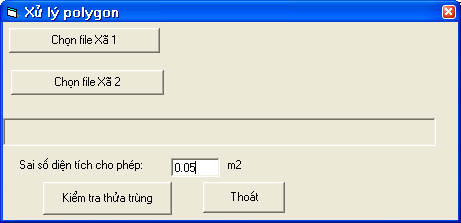 Xử lý polygon
Chọn file Xã 1
Chọn file Xã 2
Sai số diện tích cho phép: 0.05 m2
Kiểm tra thửa trùng Thoát